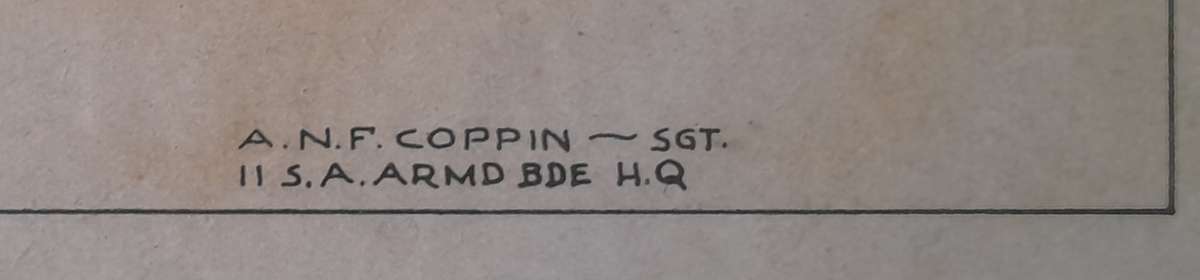 A.N.F. COPPIN ~ SGT.
11 S.A. ARMD BDE H.Q